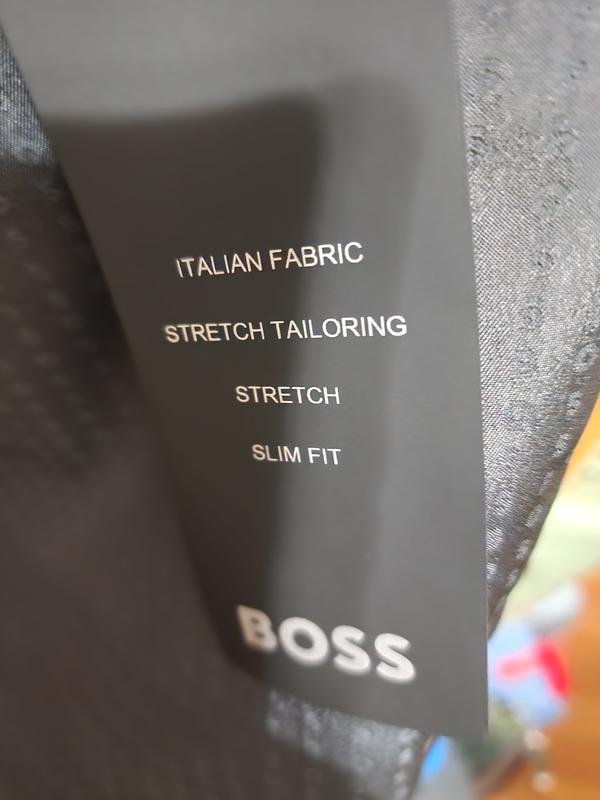 ITALIAN FABRIC
STRETCH TAILORING
STRETCH
SLIM FIT
BOSS